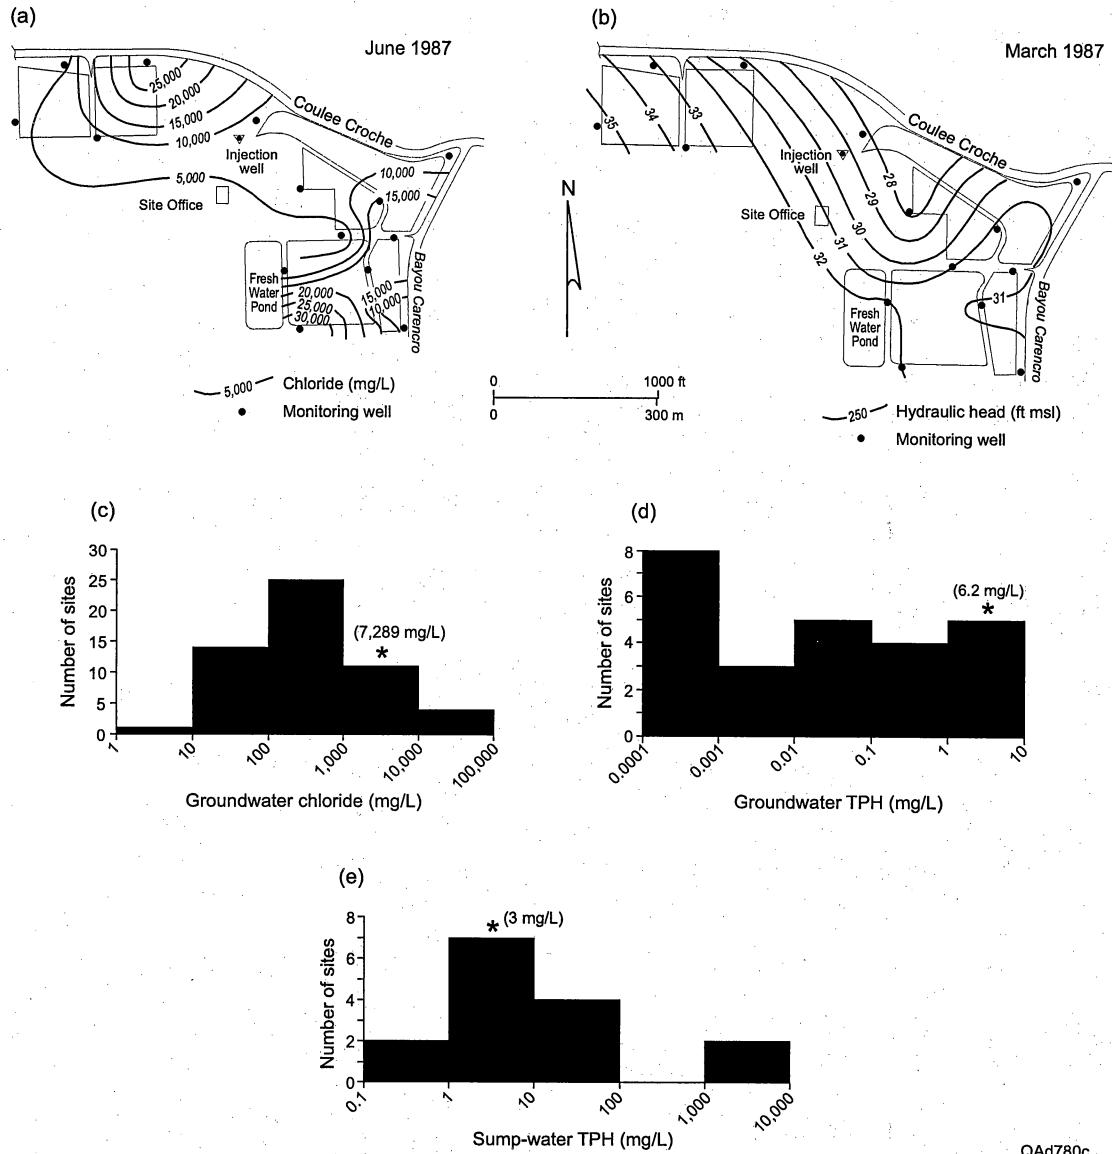 (a)
June 1987
25,000
20,000
15,000
10,000
5,000
Coulee Croche
Injection
well
Site Office
10,000
15,000
Fresh
Water
Pond
20,000
25,000
30,000
15,000
10,000
Bayou Carencro
5,000
Chloride (mg/L)
Monitoring well
N
0
1000 ft
0
300 m
(b)
March 1987
35
34
33
Coulee Croche
Injection
well
Site Office
28
29
30
31
32
Fresh
Water
Pond
31
Bayou Carencro
250
Hydraulic head (ft msl)
Monitoring well
(c)
Number of sites
30
25
20
15
10
5
0
(7,289 mg/L)
*
1
10
100
1,000
10,000
100,000
Groundwater chloride (mg/L)
(d)
Number of sites
8
6
4
2
0
(6.2 mg/L)
*
0.0001
0.001
0.01
0.1
1
10
Groundwater TPH (mg/L)
(e)
Number of sites
8
6
4
2
0
* (3 mg/L)
0.1
1
10
100
1,000
10,000
Sump-water TPH (mg/L)
QAd780c